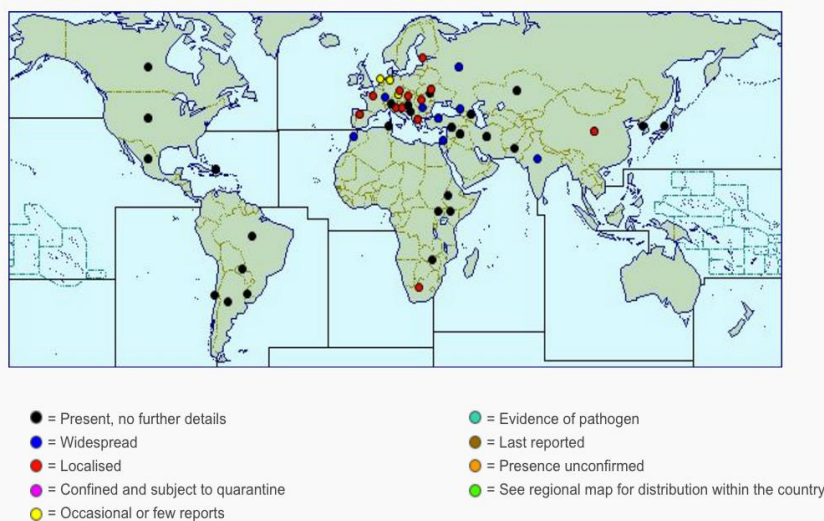 = Present, no further details
= Widespread
= Localised
= Confined and subject to quarantine
= Occasional or few reports
= Evidence of pathogen
= Last reported
= Presence unconfirmed
= See regional map for distribution within the country